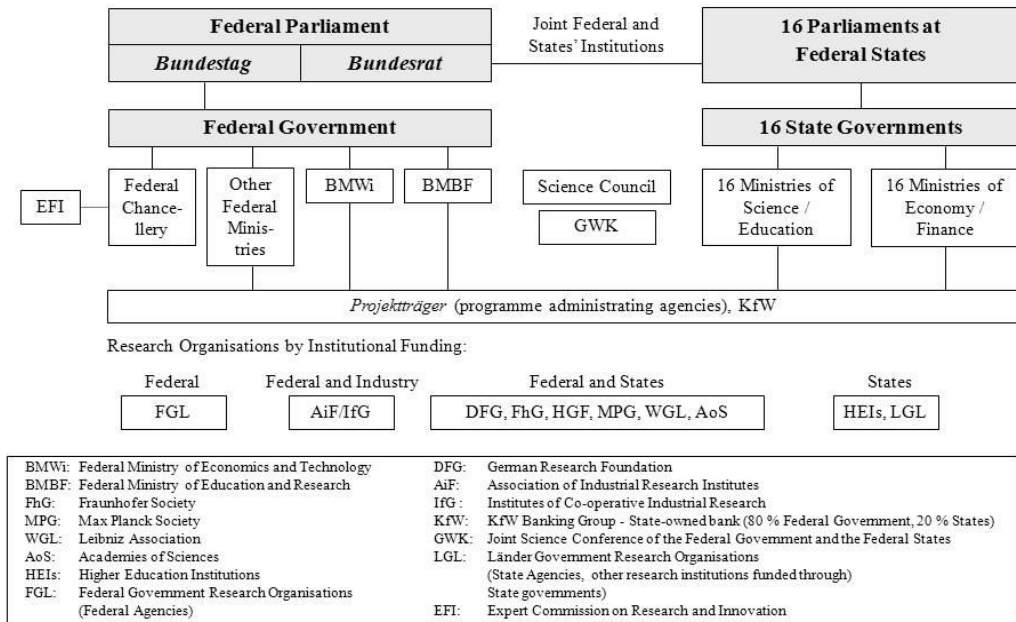 Federal Parliament
Bundestag
Bundesrat
Joint Federal and
States' Institutions
16 Parliaments at
Federal States
Federal Government
16 State Governments
EFI
Federal
Chance-
llery
Other
Federal
Minis-
tries
BMWi
BMBF
Science Council
GWK
16 Ministries of
Science /
Education
16 Ministries of
Economy /
Finance
Projektträger (programme administrating agencies), KfW
Research Organisations by Institutional Funding:
Federal
FGL
Federal and Industry
AiF/IfG
Federal and States
DFG, FhG, HGF, MPG, WGL, AoS
States
HEIs, LGL
BMWi: Federal Ministry of Economics and Technology
BMBF: Federal Ministry of Education and Research
FhG: Fraunhofer Society
MPG: Max Planck Society
WGL: Leibniz Association
AoS: Academies of Sciences
HEIs: Higher Education Institutions
FGL: Federal Government Research Organisations
(Federal Agencies)
DFG: German Research Foundation
AiF: Association of Industrial Research Institutes
IfG : Institutes of Co-operative Industrial Research
KfW: KfW Banking Group - State-owned bank (80 % Federal Government, 20 % States)
GWK: Joint Science Conference of the Federal Government and the Federal States
LGL: Länder Government Research Organisations
(State Agencies, other research institutions funded through)
State governments)
EFI: Expert Commission on Research and Innovation